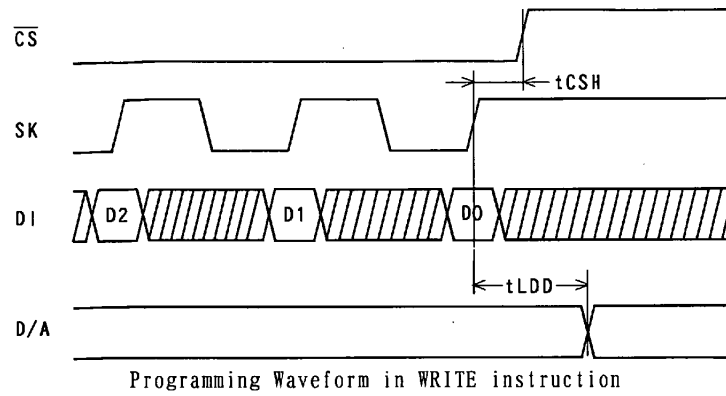 CS
tCSH
SK
DI D2 D1 D0
tLDD
D/A
Programming Waveform in WRITE instruction